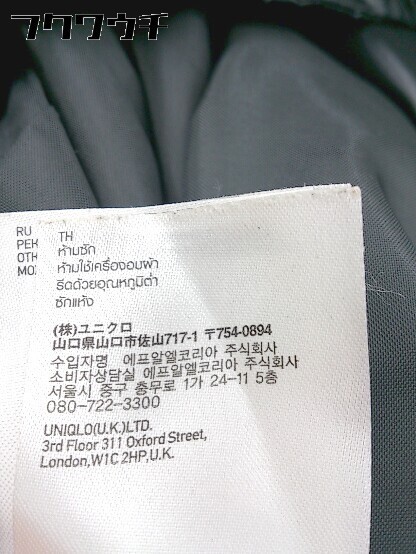 フクウウチ
RU
PEK
OTH
MO
TH
ห้ามซัก
ห้ามใช้เครื่องอบผ้า
รีดด้วยอุณหภูมิต่ำ
ซักแห้ง
(株)ユニクロ
山口県山口市佐山717-1 〒754-0894
수입자명 에프알엘코리아 주식회사
소비자상담실 에프알엘코리아 주식회사
서울시 중구 충무로 1가 24-11 5층
080-722-3300
UNIQLO(U.K.)LTD.
3rd Floor 311 Oxford Street,
London,W1C 2HP,U.K.